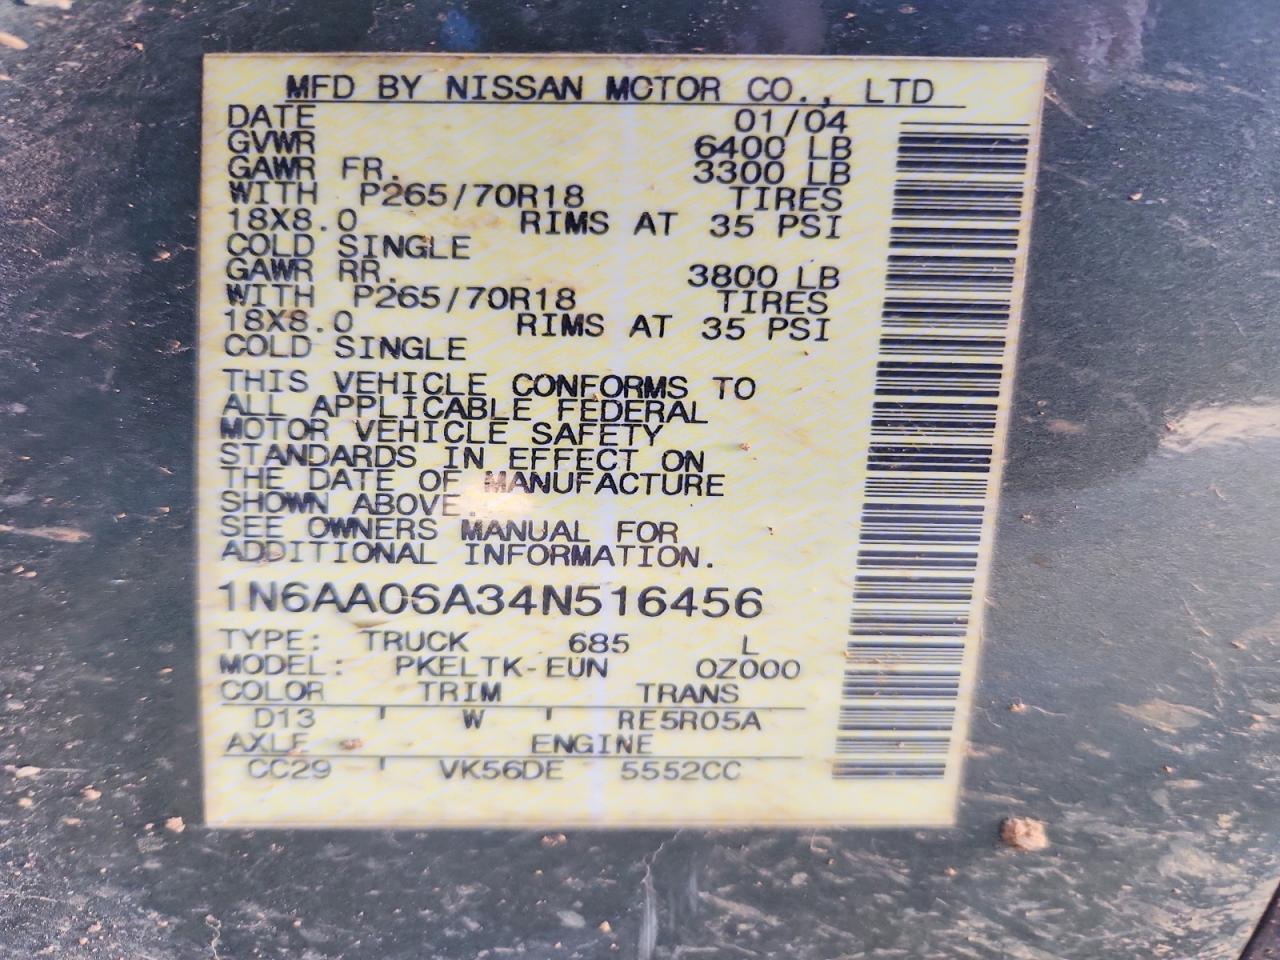 MFD BY NISSAN MOTOR CO., LTD
DATE 01/04
GVWR 6400 LB
GAWR FR. 3300 LB
WITH P265/70R18 TIRES
18X8.0 RIMS AT 35 PSI
COLD SINGLE
GAWR RR. 3800 LB
WITH P265/70R18 TIRES
18X8.0 RIMS AT 35 PSI
COLD SINGLE
THIS VEHICLE CONFORMS TO
ALL APPLICABLE FEDERAL
MOTOR VEHICLE SAFETY
STANDARDS IN EFFECT ON
THE DATE OF MANUFACTURE
SHOWN ABOVE.
SEE OWNERS MANUAL FOR
ADDITIONAL INFORMATION.
1N6AA06A34N516456
TYPE: TRUCK 685 L
MODEL: PKELTK-EUN 0Z000
COLOR TRIM TRANS
D13 ' W ' RE5R05A
AXLE ENGINE
CC29 ' VK56DE 5552CC